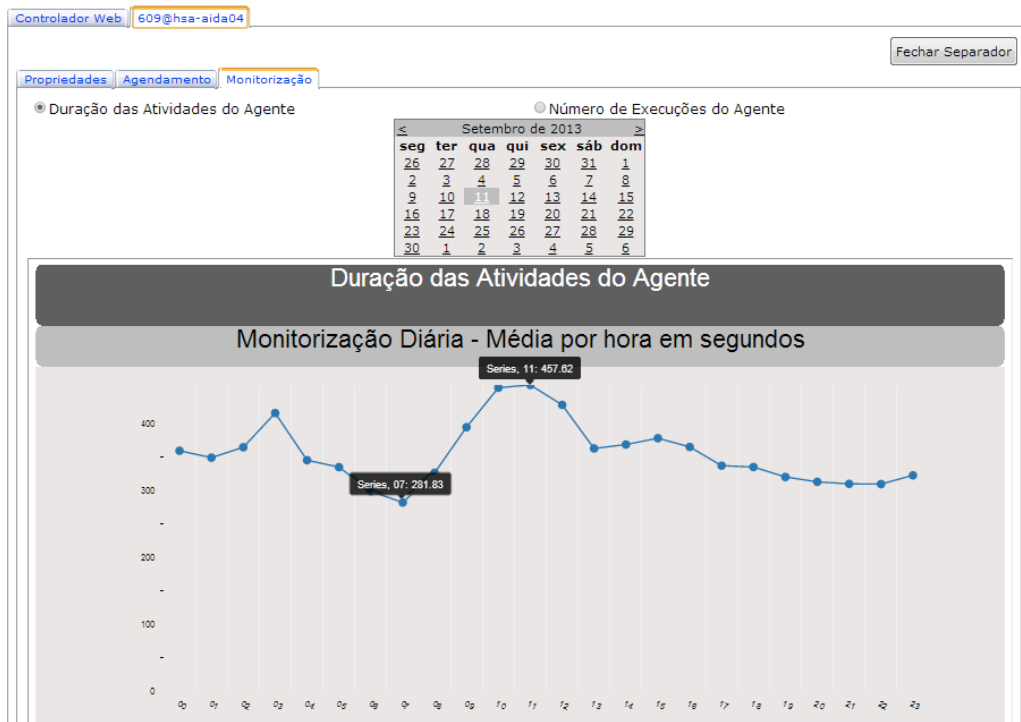 Controlador Web 609@hsa-aida04
Fechar Separador
Propriedades Agendamento Monitorização
Duração das Atividades do Agente Número de Execuções do Agente
< Setembro de 2013 >
seg ter qua qui sex sáb dom
26 27 28 29 30 31 1
2 3 4 5 6 7 8
9 10 11 12 13 14 15
16 17 18 19 20 21 22
23 24 25 26 27 28 29
30 1 2 3 4 5 6
Duração das Atividades do Agente
Monitorização Diária - Média por hora em segundos
Series, 11: 457.62
400
Series, 07: 281.83
300
200
100
0
00 01 02 03 04 05 06 07 08 09 10 11 12 13 14 15 16 17 18 19 20 21 22 23